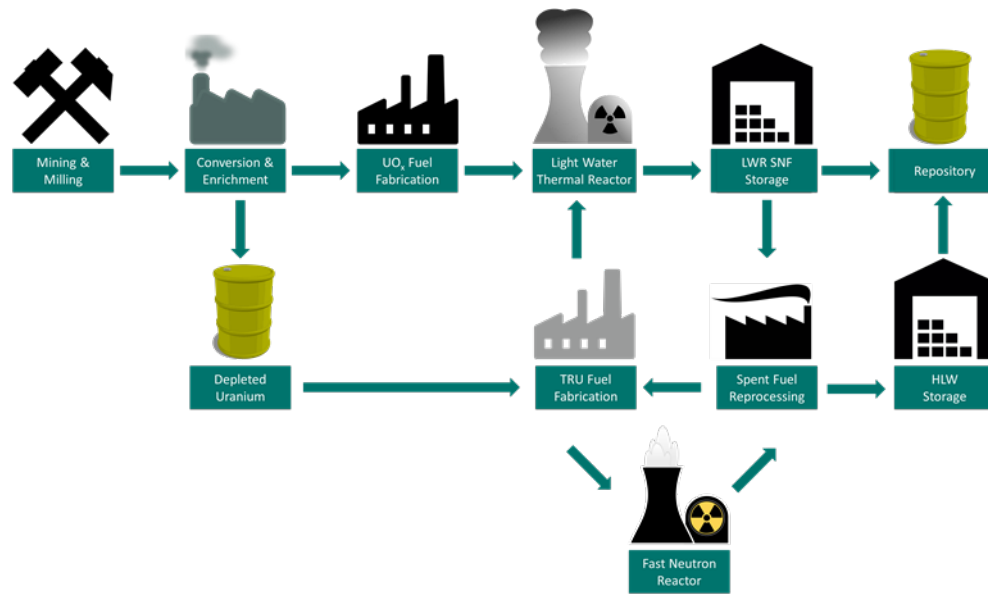 Mining &
Milling
Conversion &
Enrichment
UOₓ Fuel
Fabrication
Light Water
Thermal Reactor
LWR SNF
Storage
Repository
Depleted
Uranium
TRU Fuel
Fabrication
Spent Fuel
Reprocessing
HLW
Storage
Fast Neutron
Reactor